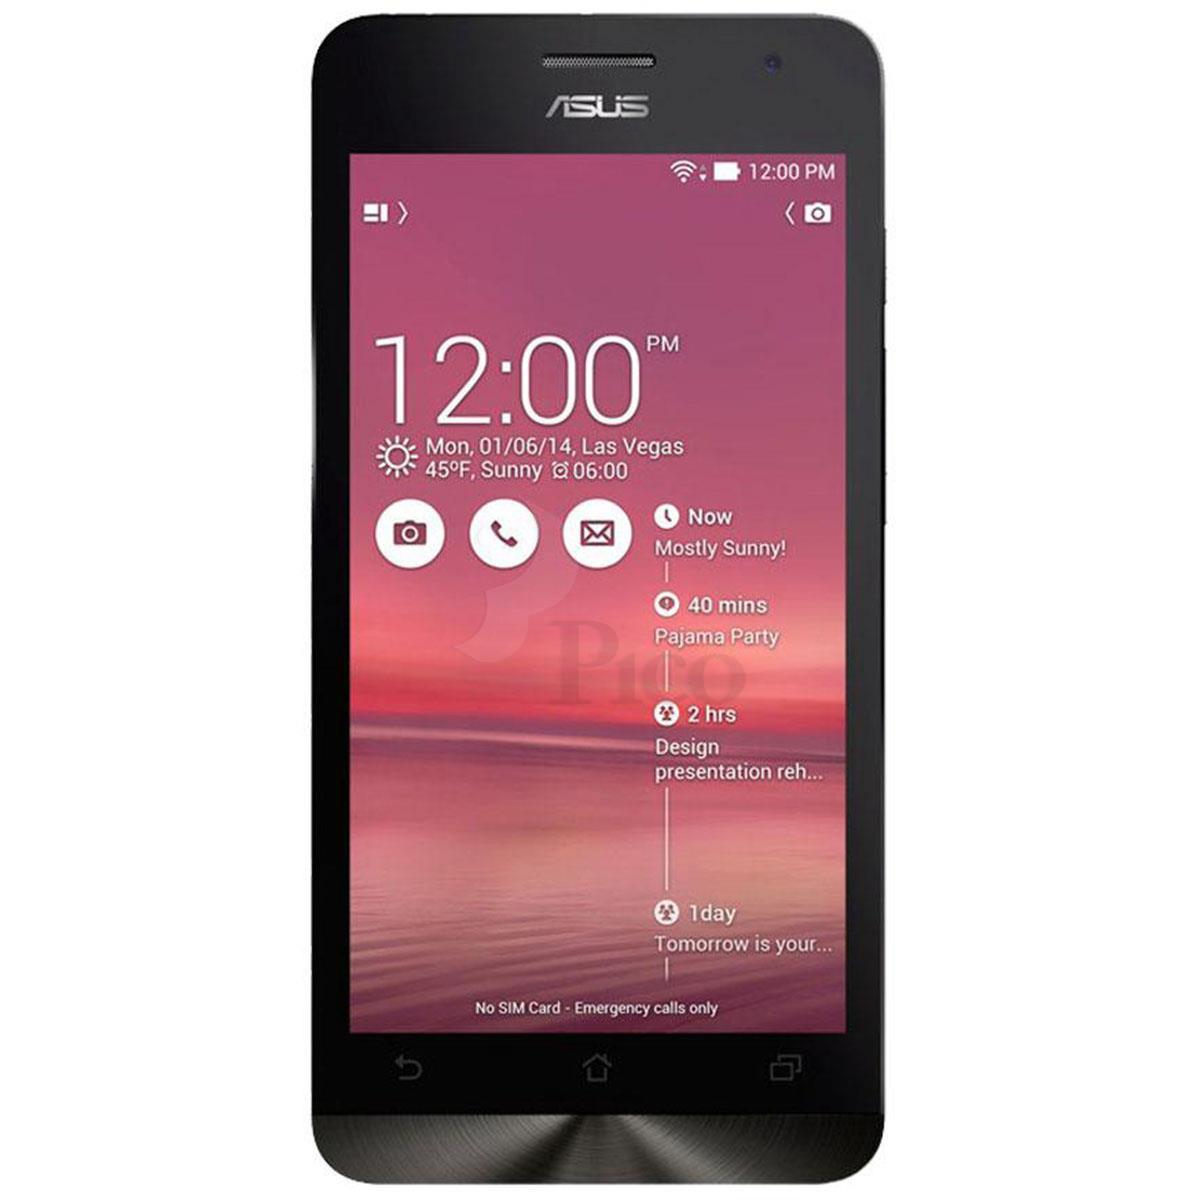 ASUS
12:00 PM
12:00 PM
Mon, 01/06/14, Las Vegas
45ºF, Sunny 06:00
Now
Mostly Sunny!
40 mins
Pajama Party
Pico
2 hrs
Design
presentation reh...
1day
Tomorrow is your...
No SIM Card - Emergency calls only